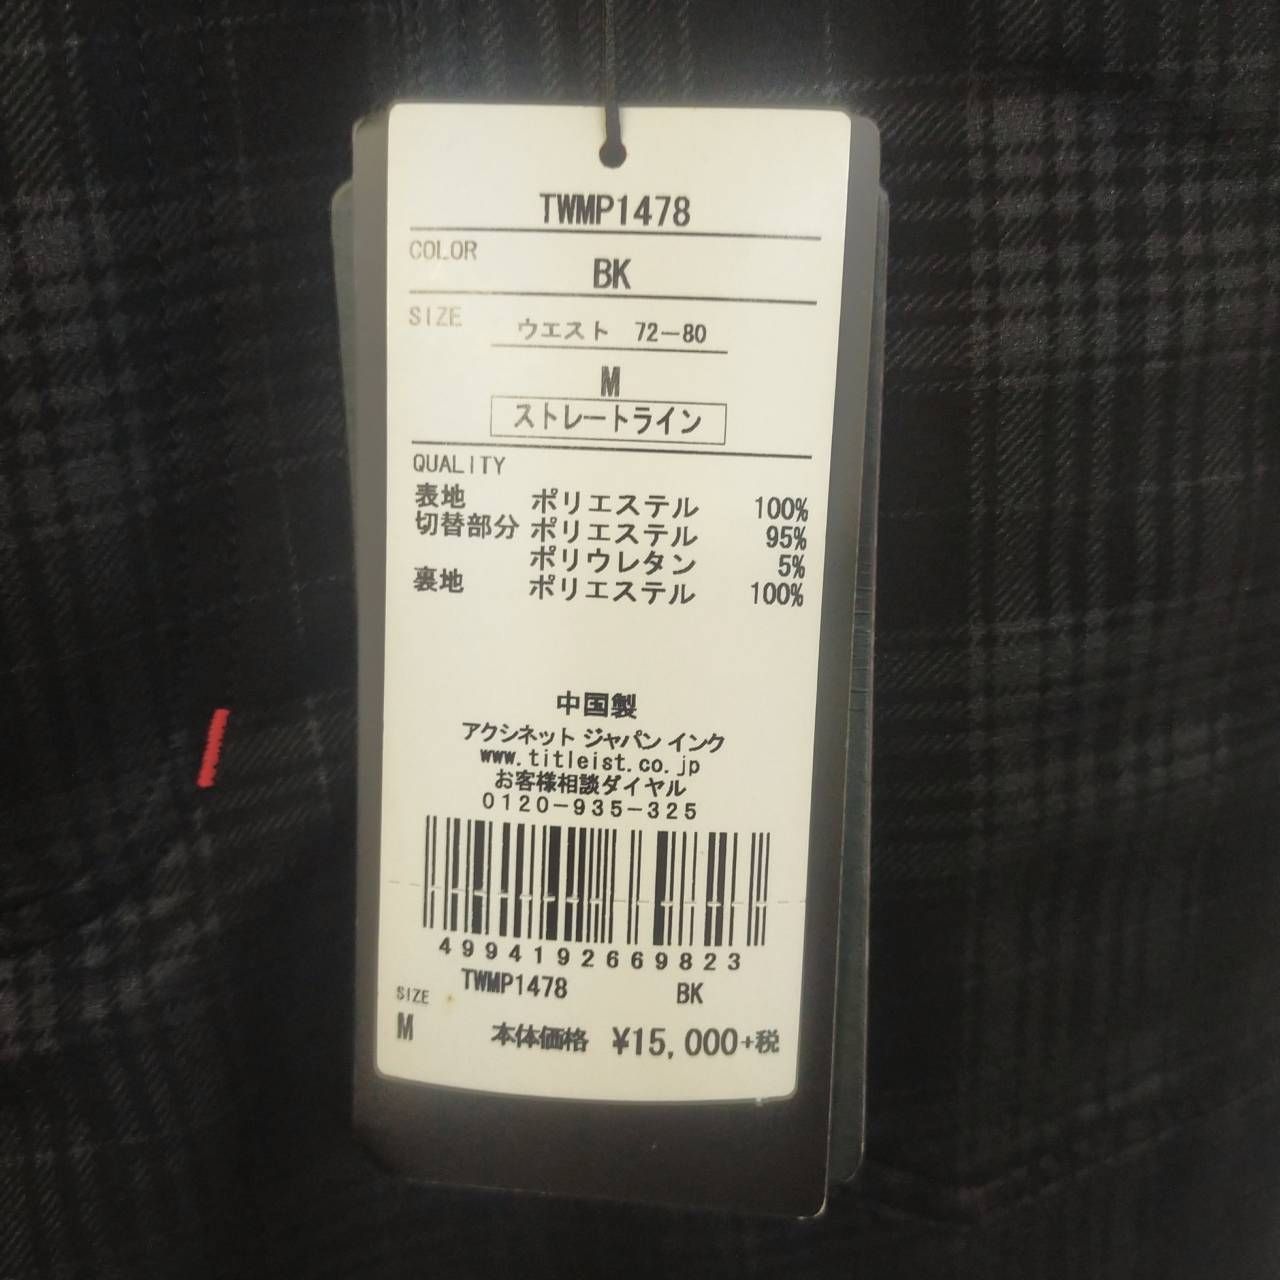 TWMP1478
COLOR
BK
SIZE
ウエスト 72-80
M
ストレートライン
QUALITY
表地 ポリエステル 100%
切替部分 ポリエステル 95%
ポリウレタン 5%
裏地 ポリエステル 100%
中国製
アクシネット ジャパン インク
www.titleist.co.jp
お客様相談ダイヤル
0120-935-325
4994192669823
TWMP1478 BK
SIZE
M 本体価格 ¥15,000+税